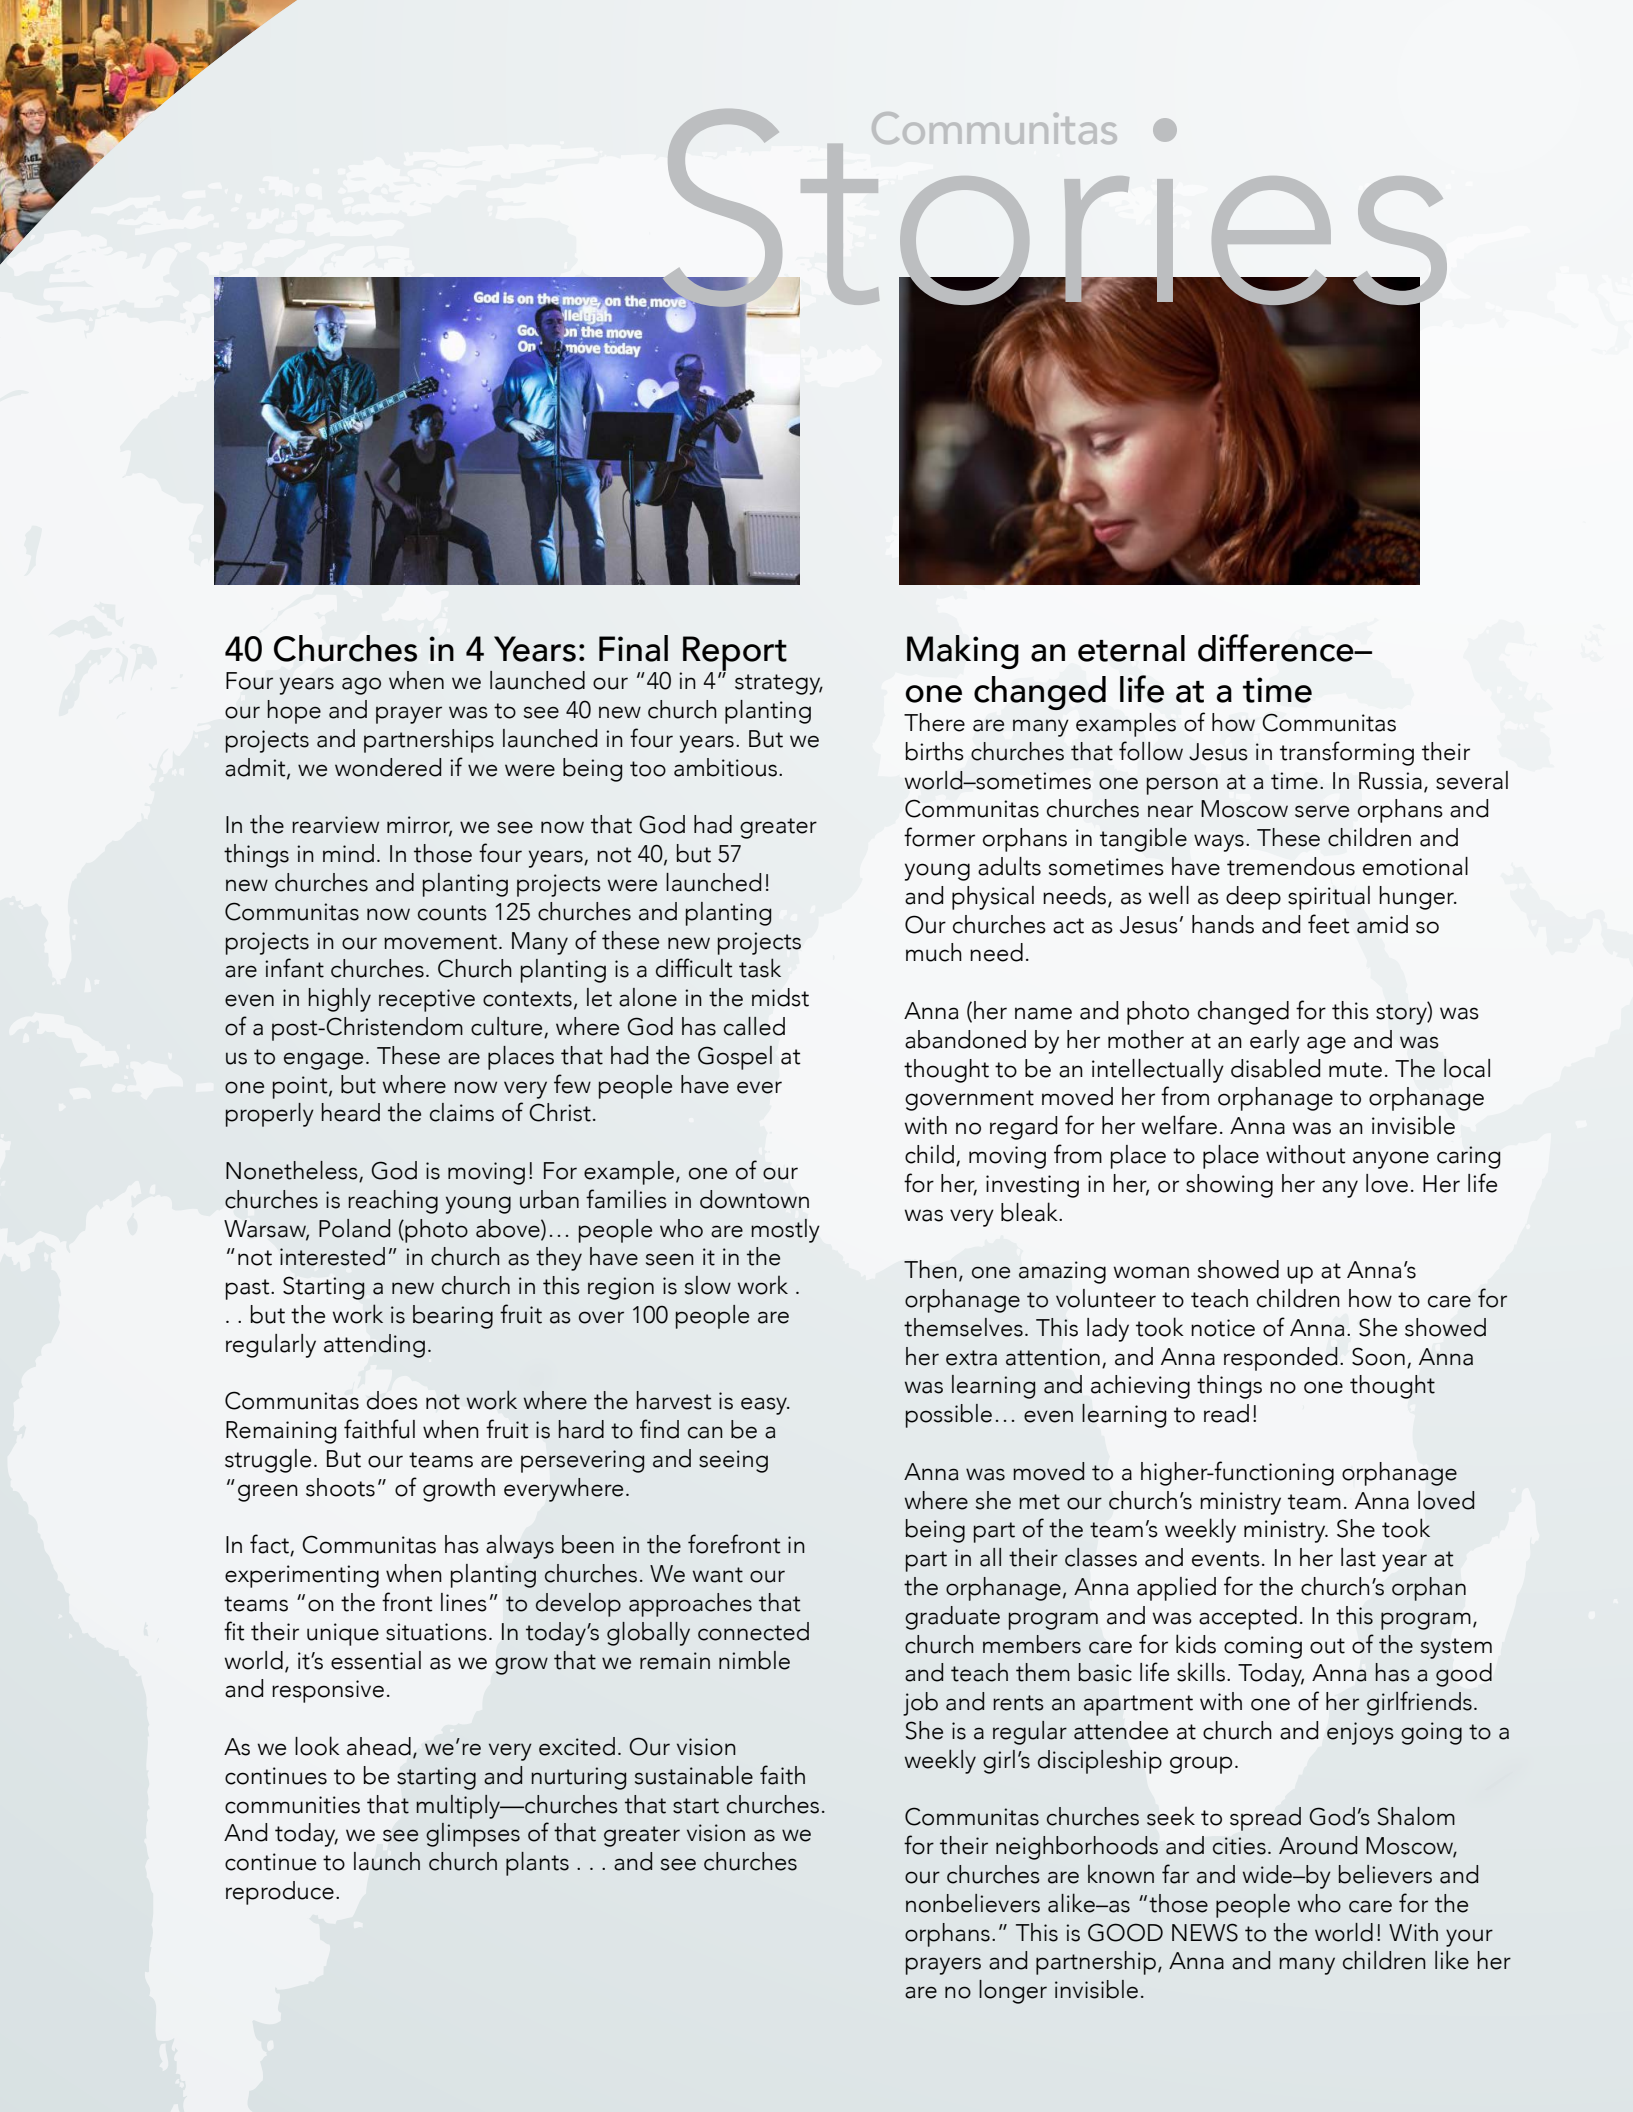 Communitas
Stories
God is on the move, on the move
Hallelujah
God on the move
On move today
40 Churches in 4 Years: Final Report
Four years ago when we launched our “40 in 4” strategy,
our hope and prayer was to see 40 new church planting
projects and partnerships launched in four years. But we
admit, we wondered if we were being too ambitious.
In the rearview mirror, we see now that God had greater
things in mind. In those four years, not 40, but 57
new churches and planting projects were launched!
Communitas now counts 125 churches and planting
projects in our movement. Many of these new projects
are infant churches. Church planting is a difficult task
even in highly receptive contexts, let alone in the midst
of a post-Christendom culture, where God has called
us to engage. These are places that had the Gospel at
one point, but where now very few people have ever
properly heard the claims of Christ.
Nonetheless, God is moving! For example, one of our
churches is reaching young urban families in downtown
Warsaw, Poland (photo above)… people who are mostly
“not interested” in church as they have seen it in the
past. Starting a new church in this region is slow work .
. . but the work is bearing fruit as over 100 people are
regularly attending.
Communitas does not work where the harvest is easy.
Remaining faithful when fruit is hard to find can be a
struggle. But our teams are persevering and seeing
“green shoots” of growth everywhere.
In fact, Communitas has always been in the forefront in
experimenting when planting churches. We want our
teams “on the front lines” to develop approaches that
fit their unique situations. In today’s globally connected
world, it’s essential as we grow that we remain nimble
and responsive.
As we look ahead, we’re very excited. Our vision
continues to be starting and nurturing sustainable faith
communities that multiply—churches that start churches.
And today, we see glimpses of that greater vision as we
continue to launch church plants . . . and see churches
reproduce.
Making an eternal difference–
one changed life at a time
There are many examples of how Communitas
births churches that follow Jesus in transforming their
world–sometimes one person at a time. In Russia, several
Communitas churches near Moscow serve orphans and
former orphans in tangible ways. These children and
young adults sometimes have tremendous emotional
and physical needs, as well as deep spiritual hunger.
Our churches act as Jesus’ hands and feet amid so
much need.
Anna (her name and photo changed for this story) was
abandoned by her mother at an early age and was
thought to be an intellectually disabled mute. The local
government moved her from orphanage to orphanage
with no regard for her welfare. Anna was an invisible
child, moving from place to place without anyone caring
for her, investing in her, or showing her any love. Her life
was very bleak.
Then, one amazing woman showed up at Anna’s
orphanage to volunteer to teach children how to care for
themselves. This lady took notice of Anna. She showed
her extra attention, and Anna responded. Soon, Anna
was learning and achieving things no one thought
possible… even learning to read!
Anna was moved to a higher-functioning orphanage
where she met our church’s ministry team. Anna loved
being part of the team’s weekly ministry. She took
part in all their classes and events. In her last year at
the orphanage, Anna applied for the church’s orphan
graduate program and was accepted. In this program,
church members care for kids coming out of the system
and teach them basic life skills. Today, Anna has a good
job and rents an apartment with one of her girlfriends.
She is a regular attendee at church and enjoys going to a
weekly girl’s discipleship group.
Communitas churches seek to spread God’s Shalom
for their neighborhoods and cities. Around Moscow,
our churches are known far and wide–by believers and
nonbelievers alike–as “those people who care for the
orphans.” This is GOOD NEWS to the world! With your
prayers and partnership, Anna and many children like her
are no longer invisible.